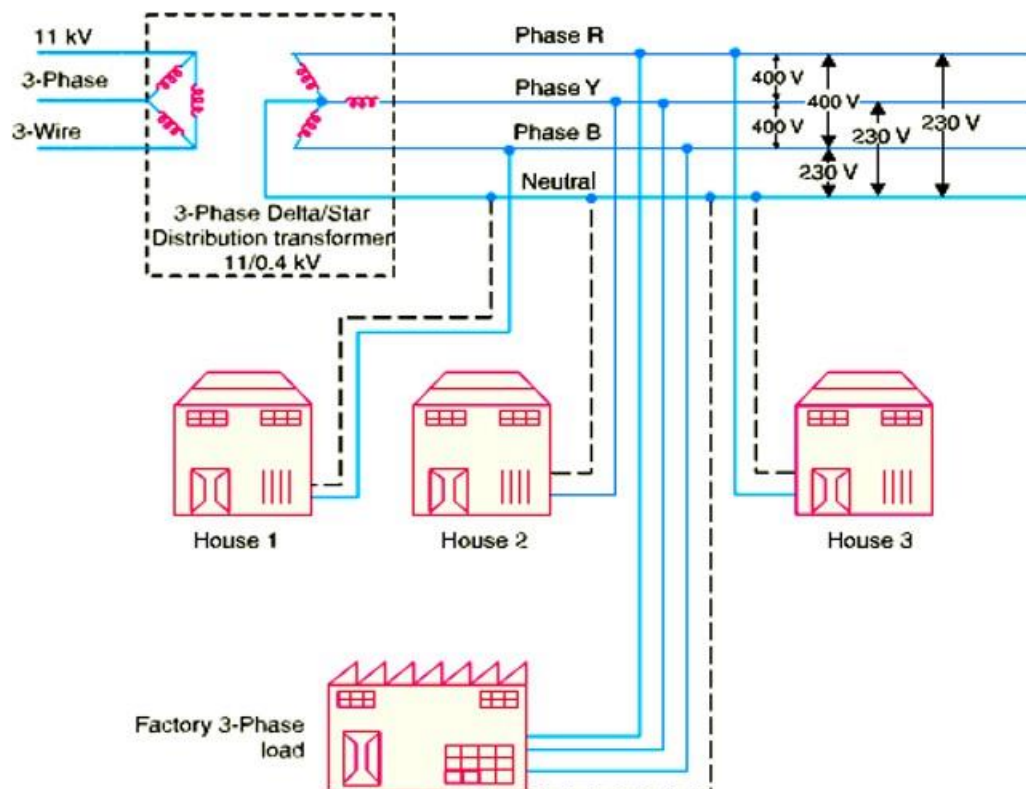 11 kV
3-Phase
3-Wire
3-Phase Delta/Star
Distribution transformer
11/0.4 kV
Phase R
Phase Y
Phase B
Neutral
400 V
400 V
400 V
230 V
230 V
230 V
House 1
House 2
House 3
Factory 3-Phase
load